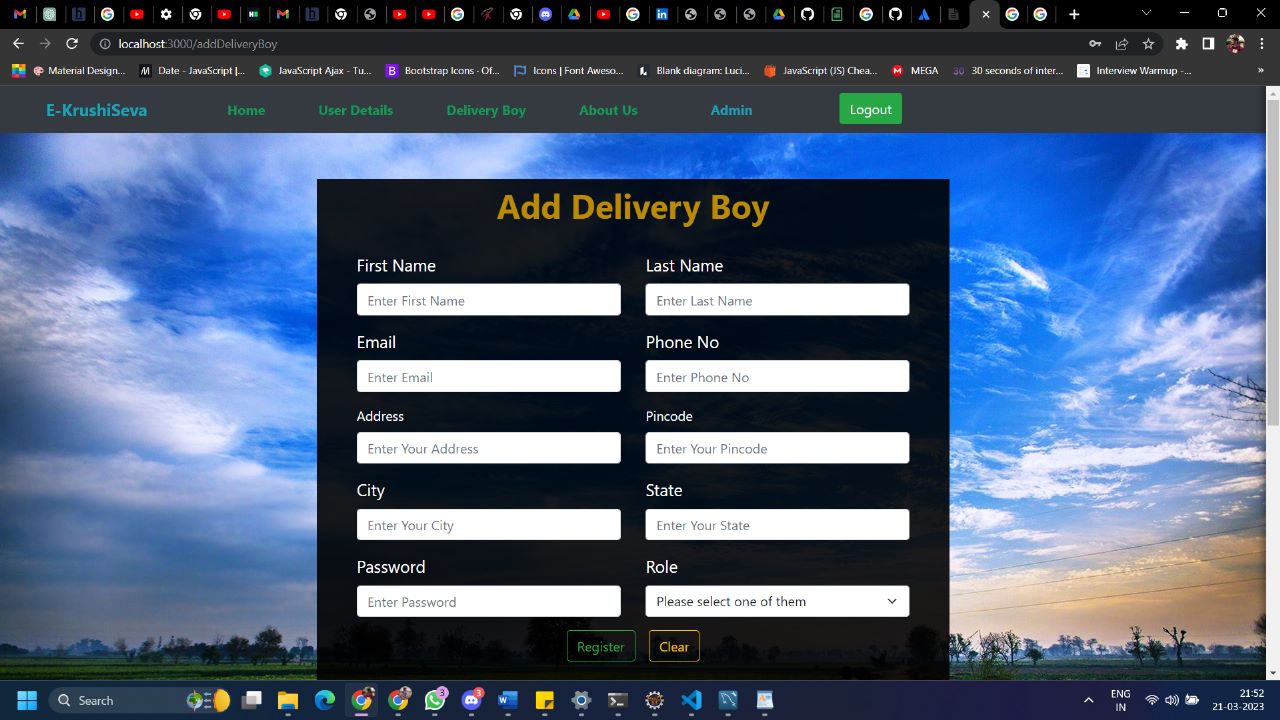 localhost:3000/addDeliveryBoy
Material Design...
Date - JavaScript |...
JavaScript Ajax - Tu...
Bootstrap Icons · Of...
Icons | Font Aweso...
Blank diagram: Luci...
JavaScript (JS) Chea...
MEGA
30 seconds of inter...
Interview Warmup -...
»
E-KrushiSeva Home User Details Delivery Boy About Us Admin Logout
Add Delivery Boy
First Name Last Name
Enter First Name Enter Last Name
Email Phone No
Enter Email Enter Phone No
Address Pincode
Enter Your Address Enter Your Pincode
City State
Enter Your City Enter Your State
Password Role
Enter Password Please select one of them
Register Clear
Search
3
3
ENG
IN
21:52
21-03-2023